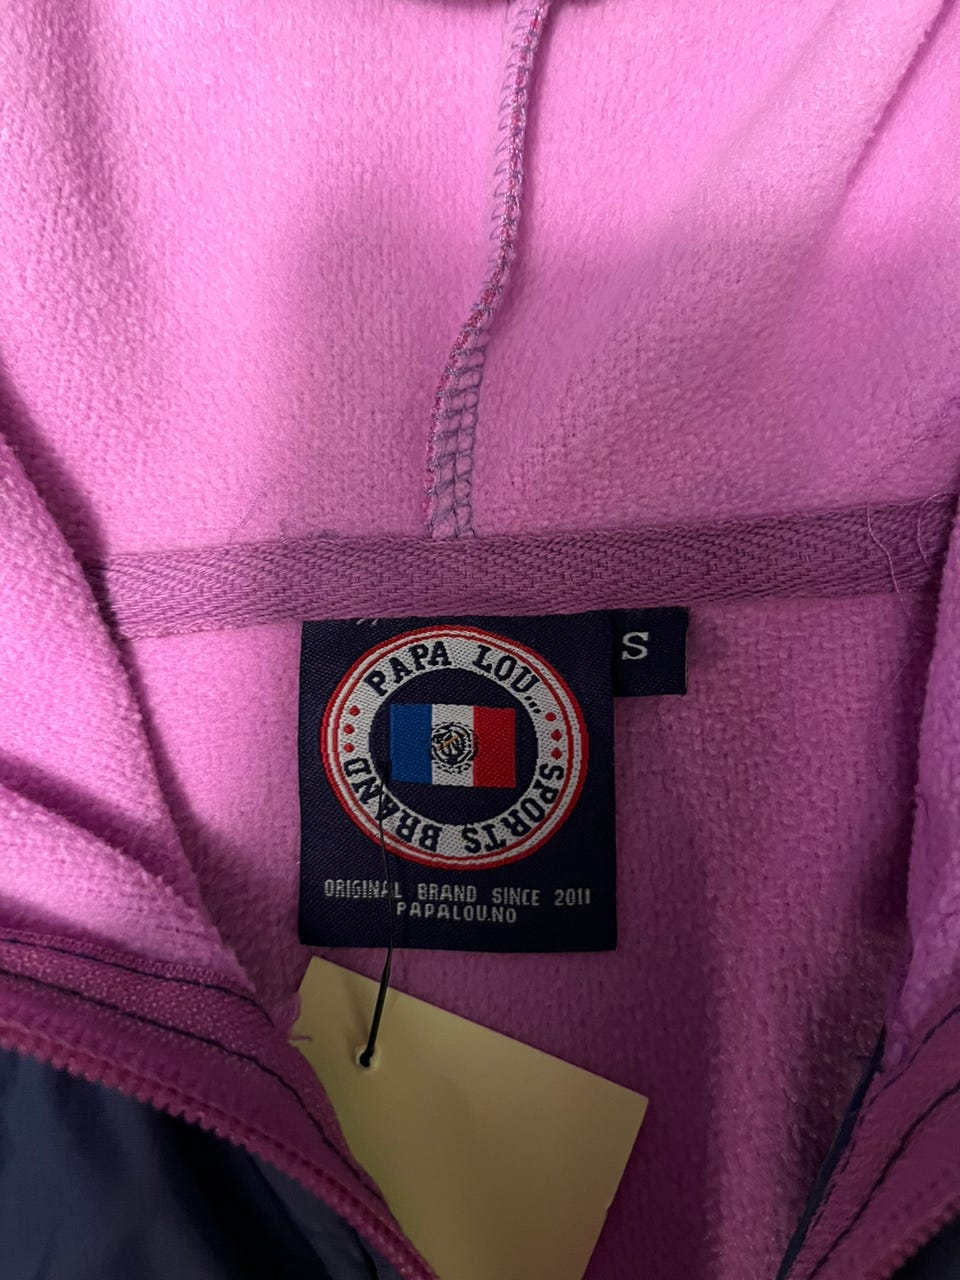 PAPA LOU...
SPORTS BRAND
S
ORIGINAL BRAND SINCE 2011
PAPALOU.NO